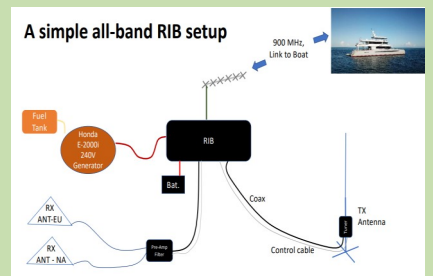 A simple all-band RIB setup
900 MHz,
Link to Boat
Fuel
Tank
Honda
E-2000i
240V
Generator
RIB
Bat.
Coax
RX
ANT-EU
TX
Antenna
Tuner
Pre-Amp
Filter
Control cable
RX
ANT - NA